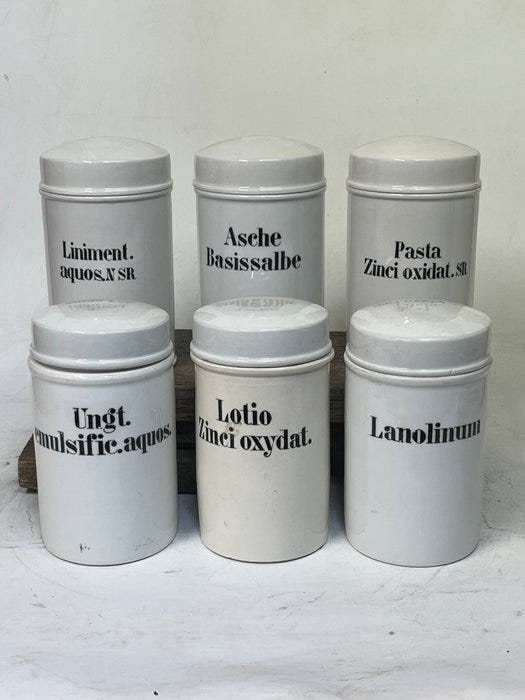 Liniment.
aquos.N SR
Asche
Basissalbe
Pasta
Zinci oxidat. SR
Ungt.
emulsific.aquos.
Lotio
Zinci oxydat.
Lanolinum